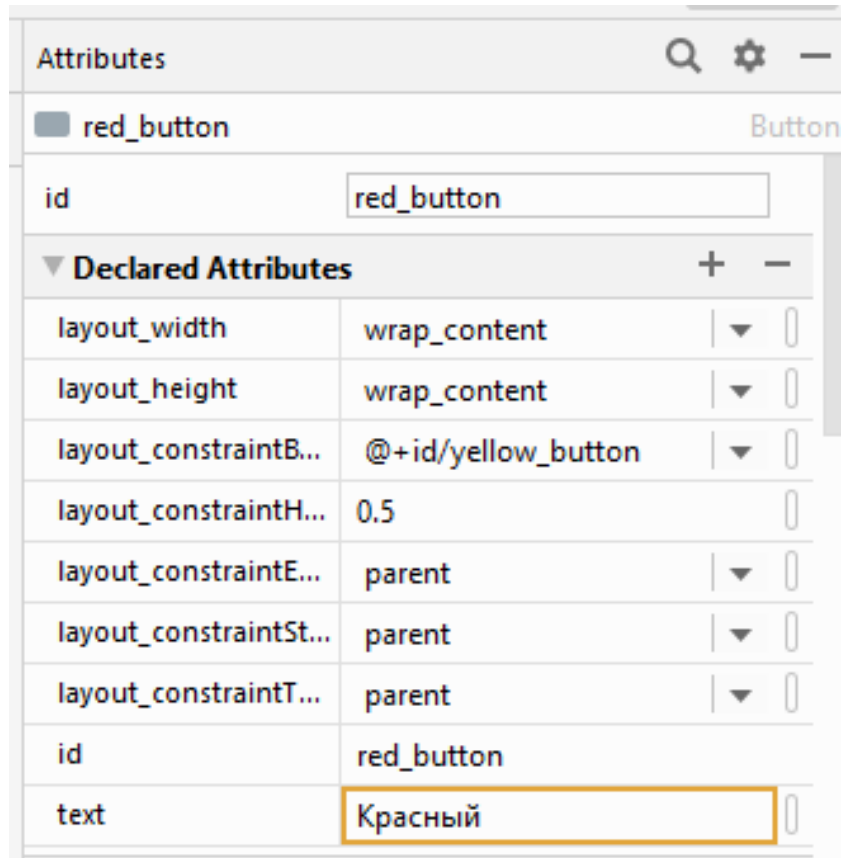 Attributes
red_button Button
id red_button
Declared Attributes
layout_width wrap_content
layout_height wrap_content
layout_constraintB... @+id/yellow_button
layout_constraintH... 0.5
layout_constraintE... parent
layout_constraintSt... parent
layout_constraintT... parent
id red_button
text Красный